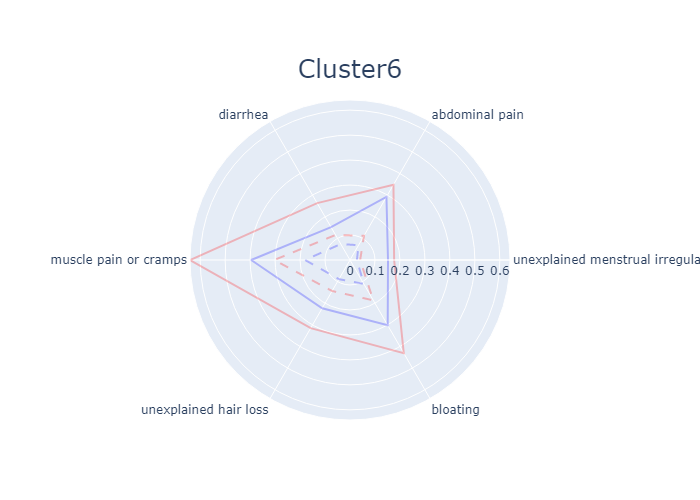 Cluster6
diarrhea
abdominal pain
muscle pain or cramps
unexplained menstrual
0 0.1 0.2 0.3 0.4 0.5 0.6
unexplained hair loss
bloating